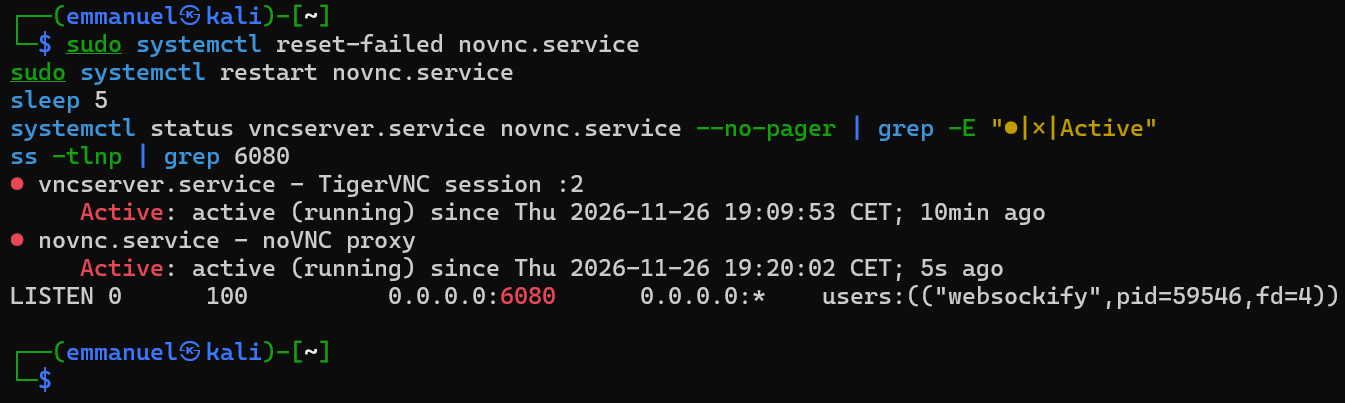 ┌──(emmanuel㉿kali)-[~]
└─$ sudo systemctl reset-failed novnc.service
sudo systemctl restart novnc.service
sleep 5
systemctl status vncserver.service novnc.service --no-pager | grep -E "●|×|Active"
ss -tlnp | grep 6080
● vncserver.service - TigerVNC session :2
     Active: active (running) since Thu 2026-11-26 19:09:53 CET; 10min ago
● novnc.service - noVNC proxy
     Active: active (running) since Thu 2026-11-26 19:20:02 CET; 5s ago
LISTEN 0      100          0.0.0.0:6080      0.0.0.0:*    users:(("websockify",pid=59546,fd=4))
┌──(emmanuel㉿kali)-[~]
└─$